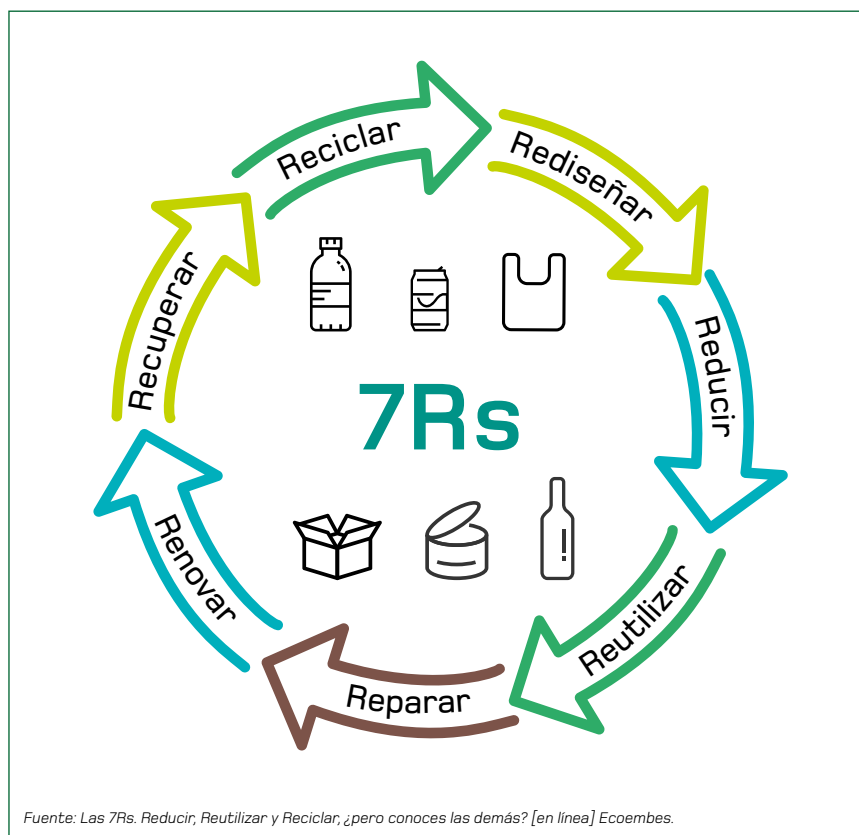 Reciclar
Rediseñar
Reducir
Reutilizar
Reparar
Renovar
Recuperar
7Rs
Fuente: Las 7Rs. Reducir, Reutilizar y Reciclar, ¿pero conoces las demás? [en línea] Ecoembes.